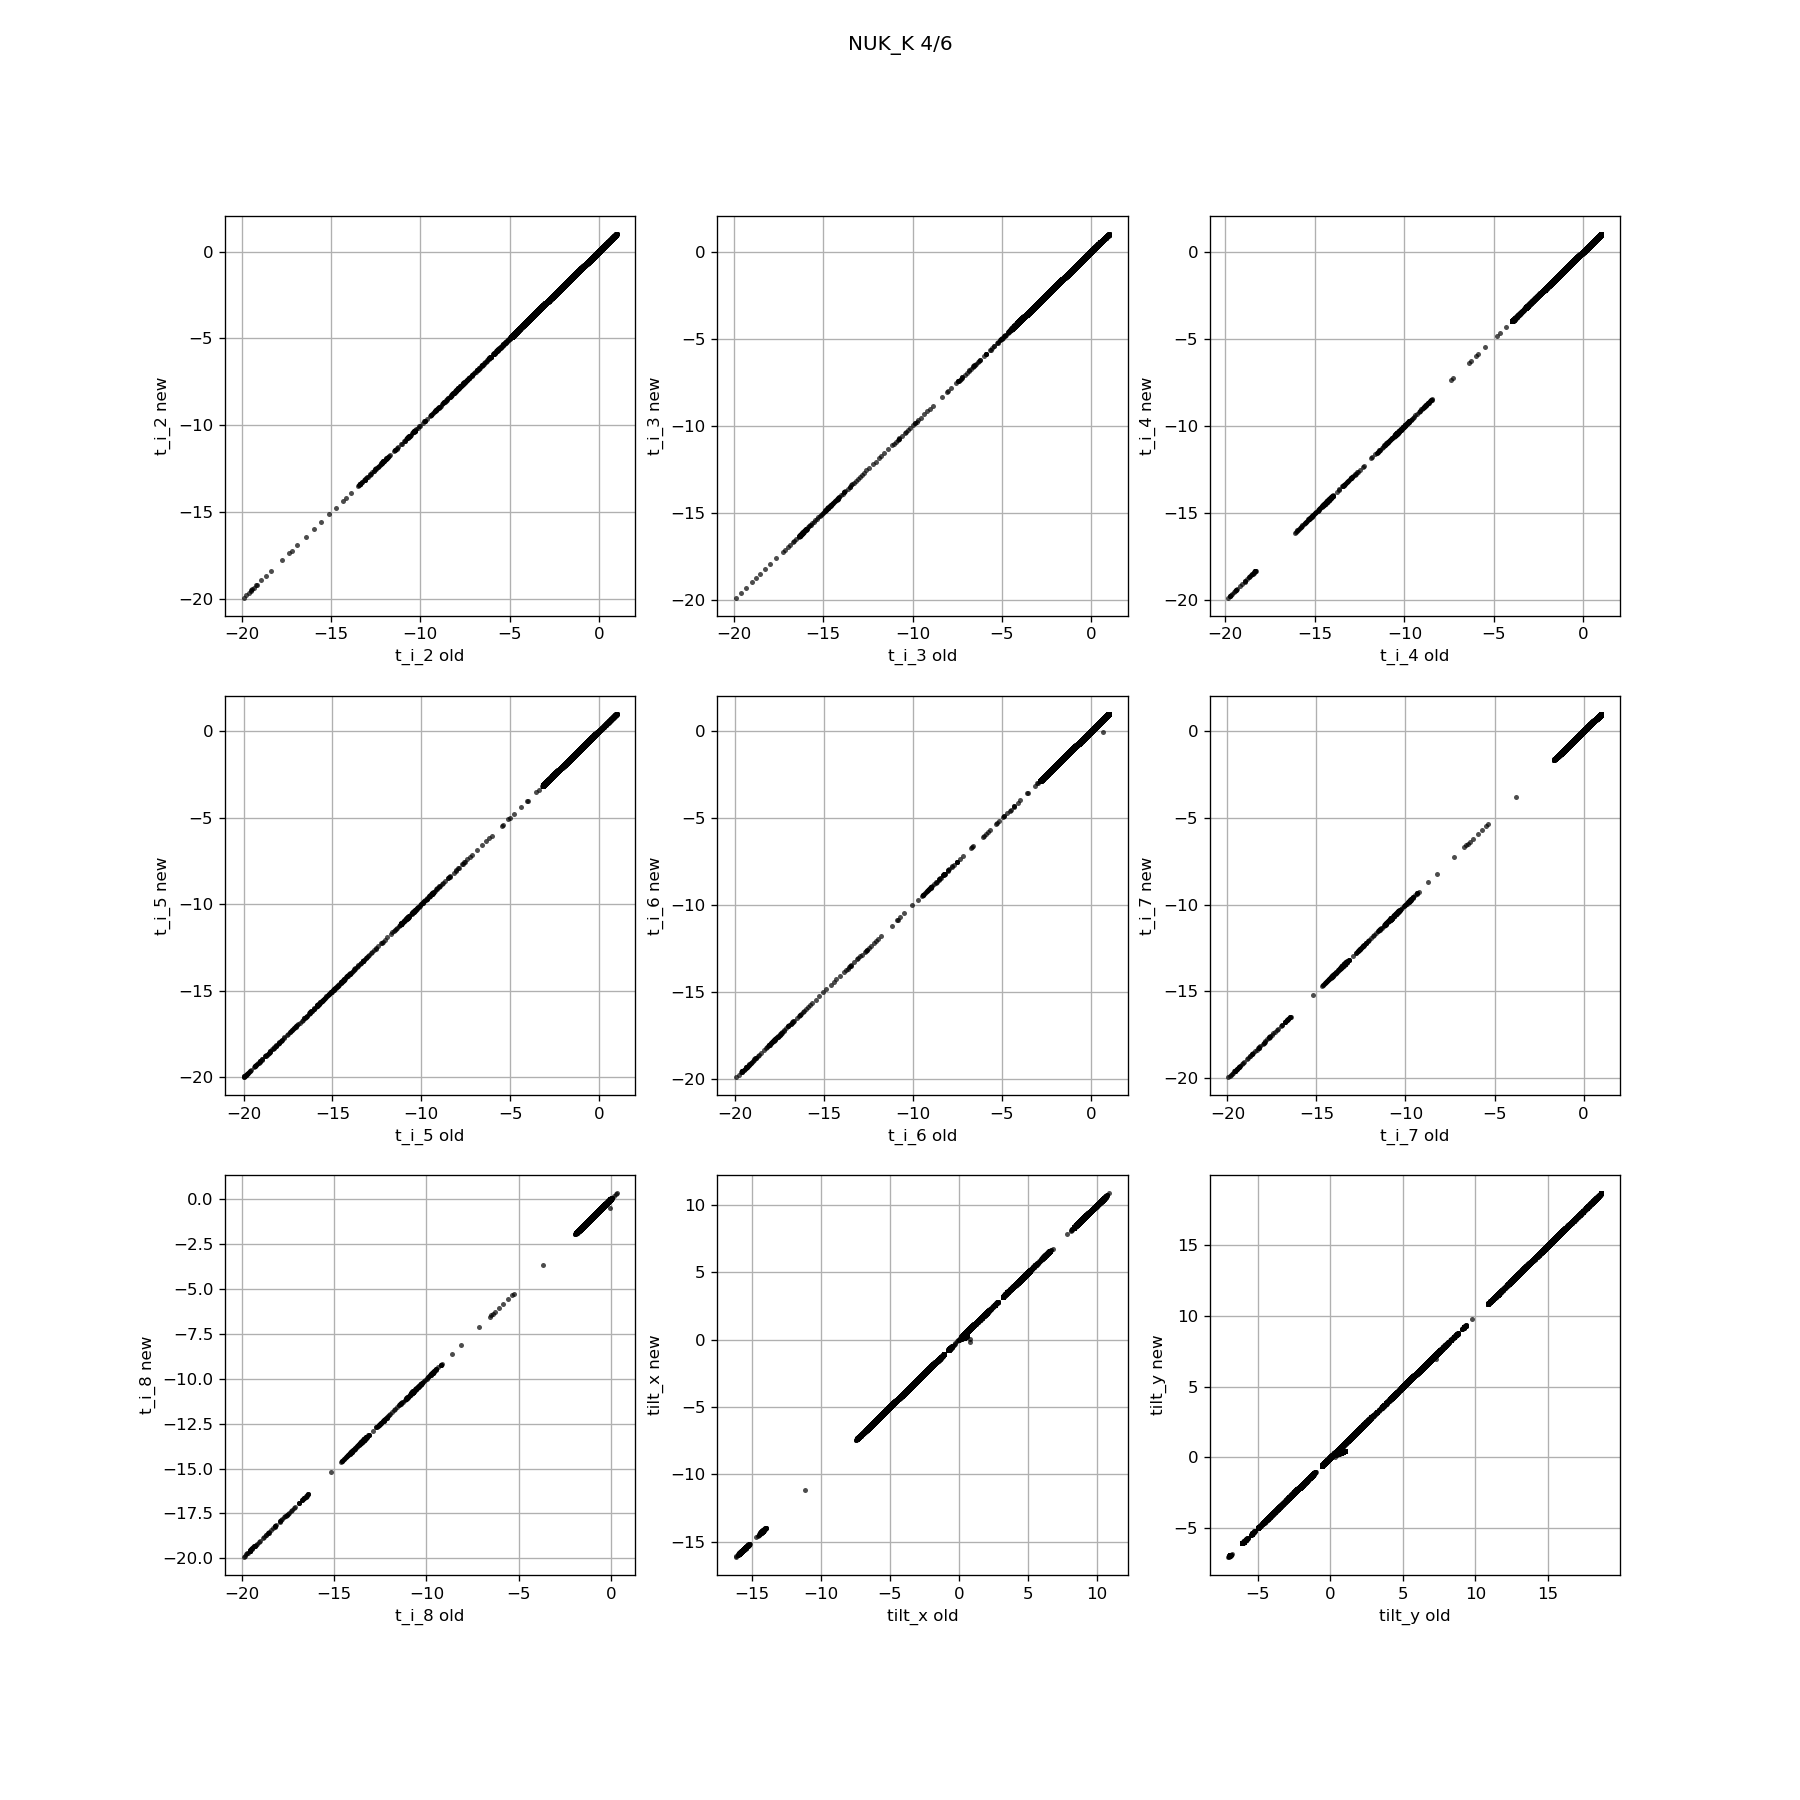 NUK_K 4/6
0
−5
−10
−15
−20
t_i_2 new
−20 −15 −10 −5 0
t_i_2 old
0
−5
−10
−15
−20
t_i_3 new
−20 −15 −10 −5 0
t_i_3 old
0
−5
−10
−15
−20
t_i_4 new
−20 −15 −10 −5 0
t_i_4 old
0
−5
−10
−15
−20
t_i_5 new
−20 −15 −10 −5 0
t_i_5 old
0
−5
−10
−15
−20
t_i_6 new
−20 −15 −10 −5 0
t_i_6 old
0
−5
−10
−15
−20
t_i_7 new
−20 −15 −10 −5 0
t_i_7 old
0.0
−2.5
−5.0
−7.5
−10.0
−12.5
−15.0
−17.5
−20.0
t_i_8 new
−20 −15 −10 −5 0
t_i_8 old
10
5
0
−5
−10
−15
tilt_x new
−15 −10 −5 0 5 10
tilt_x old
15
10
5
0
−5
tilt_y new
−5 0 5 10 15
tilt_y old